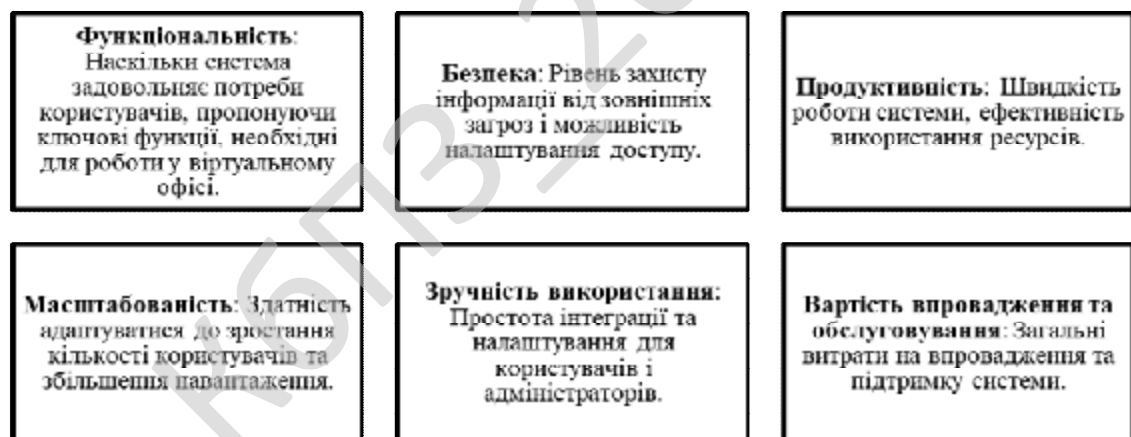 Функціональність:
Наскільки система
задовольняє потреби
користувачів, пропонуючи
ключові функції, необхідні
для роботи у віртуальному
офісі.
Безпека: Рівень захисту
інформації від зовнішніх
загроз і можливість
налаштування доступу.
Продуктивність: Швидкість
роботи системи, ефективність
використання ресурсів.
Масштабованість: Здатність
адаптуватися до зростання
кількості користувачів та
збільшення навантаження.
Зручність використання:
Простота інтеграції та
налаштування для
користувачів і
адміністраторів.
Вартість впровадження та
обслуговування: Загальні
витрати на впровадження та
підтримку системи.